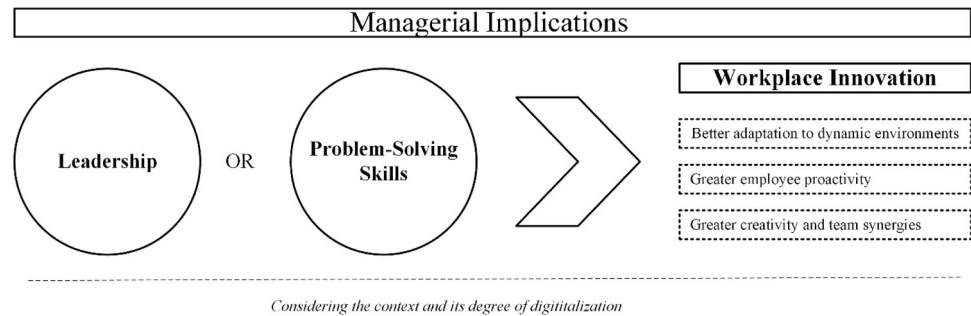 Managerial Implications
Leadership
OR
Problem-Solving
Skills
Workplace Innovation
Better adaptation to dynamic environments
Greater employee proactivity
Greater creativity and team synergies
Considering the context and its degree of digititalization